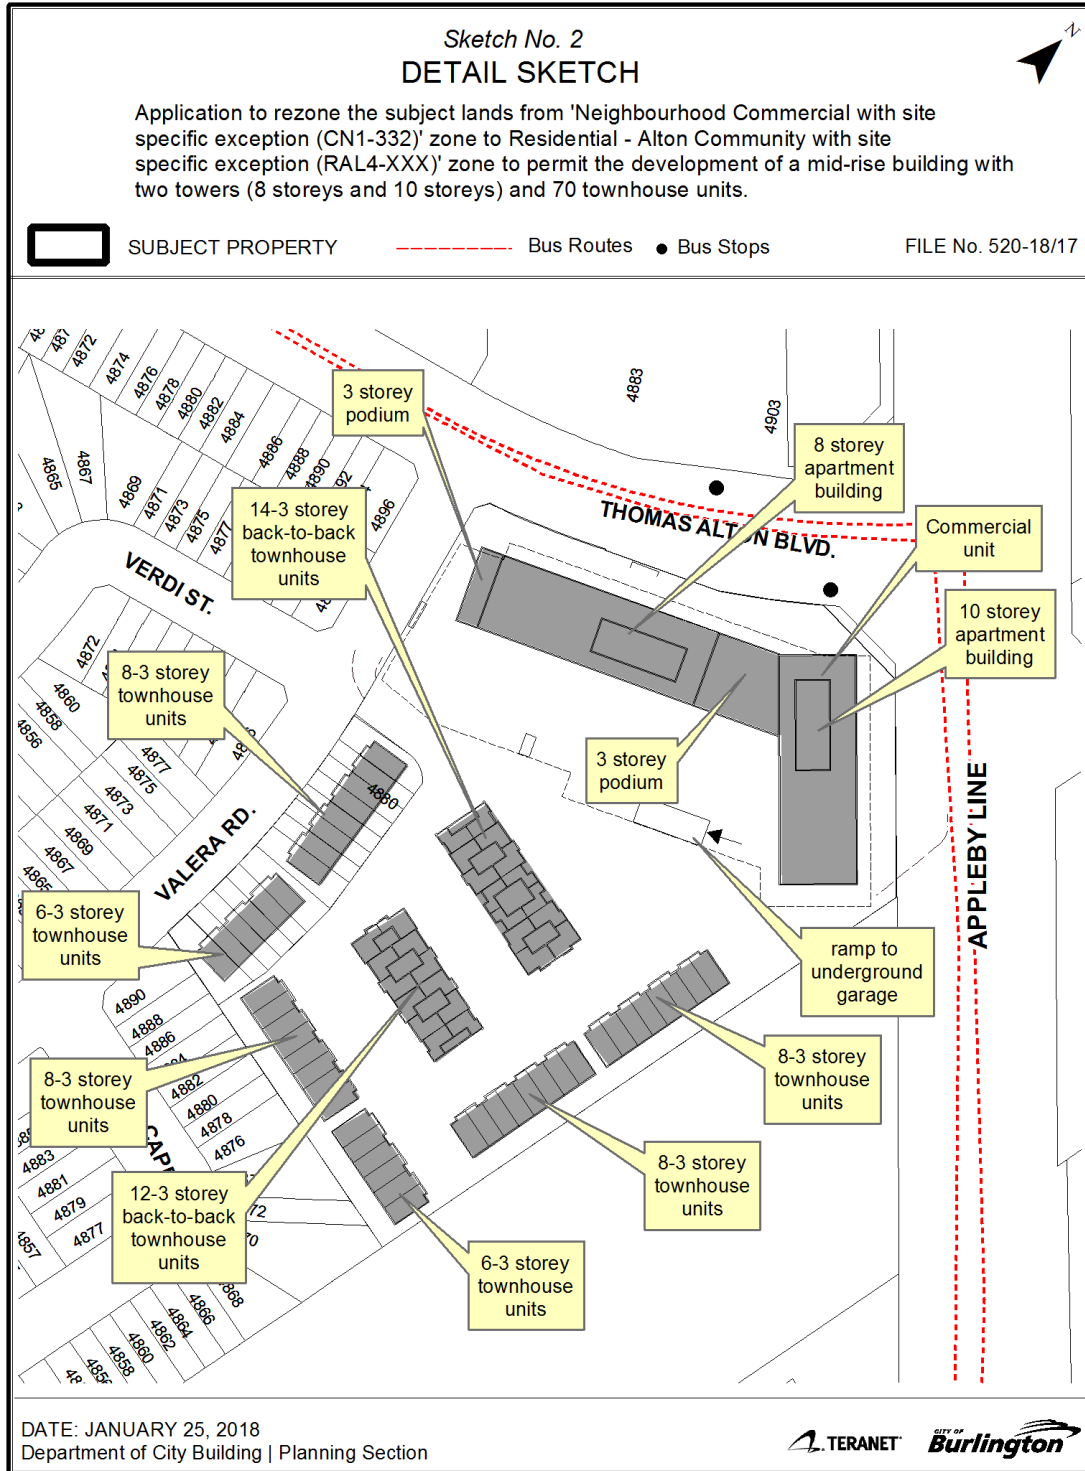 Sketch No. 2
DETAIL SKETCH
N
Application to rezone the subject lands from 'Neighbourhood Commercial with site
specific exception (CN1-332)' zone to Residential - Alton Community with site
specific exception (RAL4-XXX)' zone to permit the development of a mid-rise building with
two towers (8 storeys and 10 storeys) and 70 townhouse units.
SUBJECT PROPERTY
Bus Routes
Bus Stops
FILE No. 520-18/17
4872
4874
4876
4878
4880
4882
4884
4886
4888
4890
4896
4865
4867
4869
4871
4873
4875
4877
4883
4903
3 storey
podium
8 storey
apartment
building
14-3 storey
back-to-back
townhouse
units
THOMAS ALTON BLVD.
Commercial
unit
VERDI ST.
10 storey
apartment
building
4872
4860
4858
4856
8-3 storey
townhouse
units
4877
4875
4873
4871
4869
4867
4865
4880
3 storey
podium
VALERA RD.
APPLEBY LINE
6-3 storey
townhouse
units
ramp to
underground
garage
4890
4888
4886
4882
4880
4878
4876
8-3 storey
townhouse
units
8-3 storey
townhouse
units
4883
4881
4879
4877
4857
8-3 storey
townhouse
units
12-3 storey
back-to-back
townhouse
units
6-3 storey
townhouse
units
4868
4866
4864
4862
4860
4858
DATE: JANUARY 25, 2018
Department of City Building | Planning Section
TERANET
CITY OF
Burlington